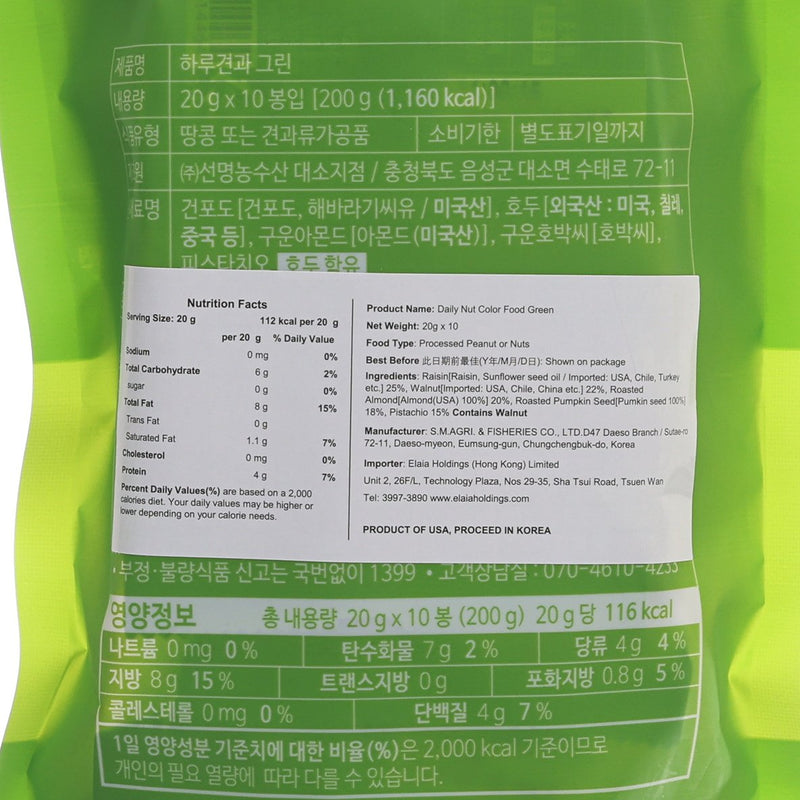 제품명 하루견과 그린
내용량 20 g x 10 봉입 [200 g (1,160 kcal)]
식품유형 땅콩 또는 견과류가공품 소비기한 별도표기일까지
㈜선명농수산 대소지점 / 충청북도 음성군 대소면 수태로 72-11
건포도 [건포도, 해바라기씨유 / 미국산], 호두 [외국산 : 미국, 칠레,
중국 등], 구운아몬드 [아몬드 (미국산)], 구운호박씨 [호박씨],
피스타치오 호두 함유
Nutrition Facts
Serving Size: 20 g 112 kcal per 20 g
per 20 g % Daily Value
Sodium 0 mg 0%
Total Carbohydrate 6 g 2%
sugar 0 g 0%
Total Fat 8 g 15%
Trans Fat 0 g
Saturated Fat 1.1 g 7%
Cholesterol 0 mg 0%
Protein 4 g 7%
Percent Daily Values(%) are based on a 2,000
calories diet. Your daily values may be higher or
lower depending on your calorie needs.
Product Name: Daily Nut Color Food Green
Net Weight: 20g x 10
Food Type: Processed Peanut or Nuts
Best Before 此日期前最佳(Y年/M月/D日): Shown on package
Ingredients: Raisin[Raisin, Sunflower seed oil / Imported: USA, Chile, Turkey
etc.] 25%, Walnut[Imported: USA, Chile, China etc.] 22%, Roasted
Almond[Almond(USA) 100%] 20%, Roasted Pumpkin Seed[Pumkin seed 100%]
18%, Pistachio 15% Contains Walnut
Manufacturer: S.M.AGRI. & FISHERIES CO., LTD.D47 Daeso Branch / Sutae-ro
72-11, Daeso-myeon, Eumsung-gun, Chungchengbuk-do, Korea
Importer: Elaia Holdings (Hong Kong) Limited
Unit 2, 26F/L, Technology Plaza, Nos 29-35, Sha Tsui Road, Tsuen Wan
Tel: 3997-3890 www.elaiaholdings.com
PRODUCT OF USA, PROCEED IN KOREA
부정·불량식품 신고는 국번없이 1399 • 고객상담실 : 070-4610-4233
영양정보 총 내용량 20 g x 10 봉 (200 g) 20 g 당 116 kcal
나트륨 0 mg 0 % 탄수화물 7 g 2 % 당류 4 g 4 %
지방 8 g 15 % 트랜스지방 0 g 포화지방 0.8 g 5 %
콜레스테롤 0 mg 0 % 단백질 4 g 7 %
1일 영양성분 기준치에 대한 비율(%)은 2,000 kcal 기준이므로
개인의 필요 열량에 따라 다를 수 있습니다.